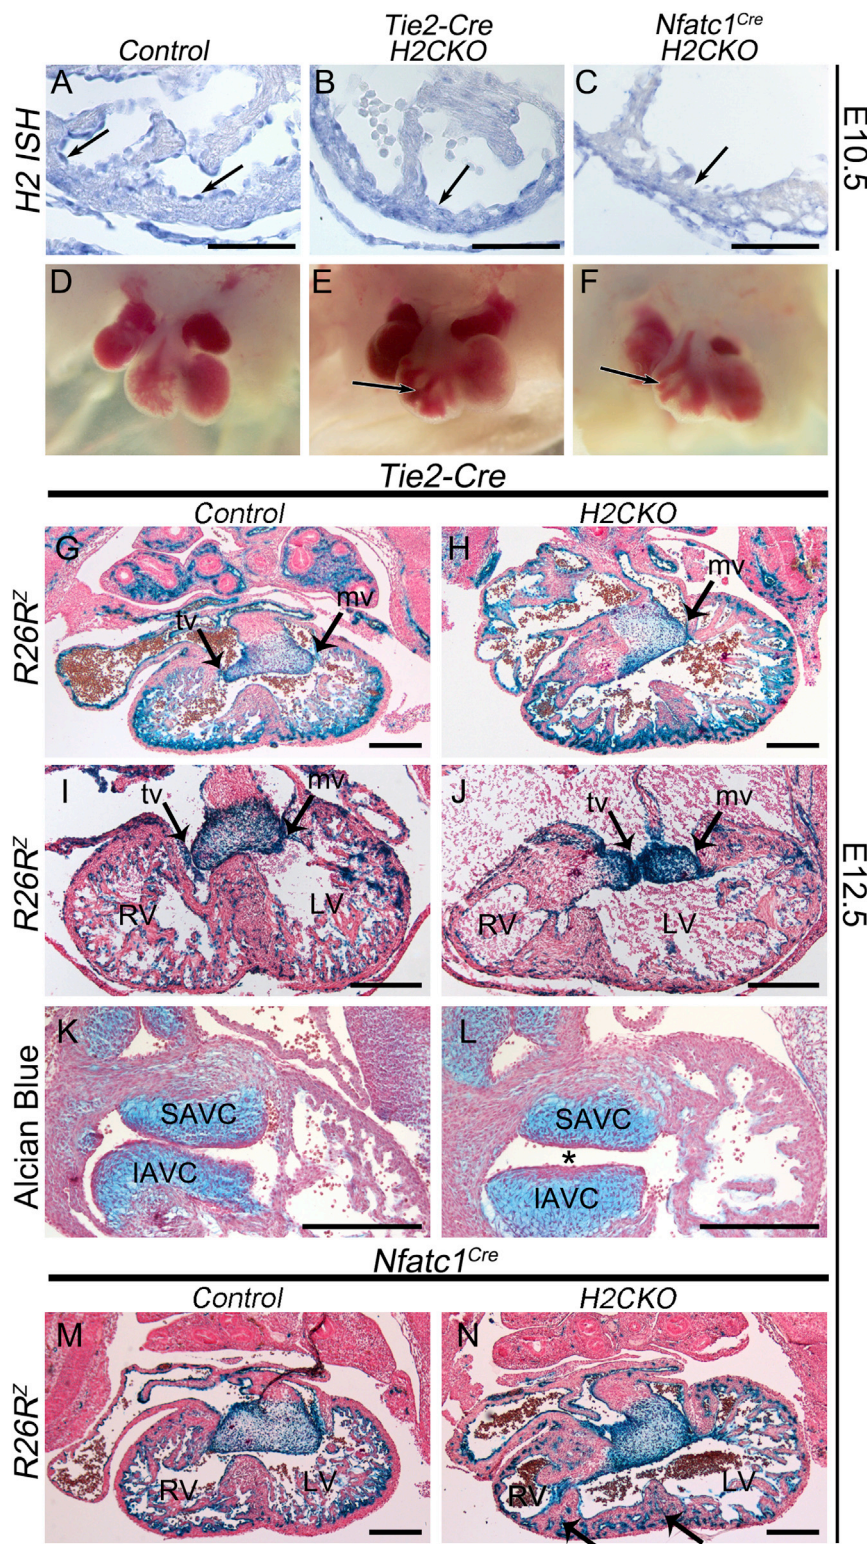 Control
Tie2-Cre
H2CKO
Nfatc1Cre
H2CKO
H2 ISH
A
B
C
E10.5
D
E
F
Tie2-Cre
Control
H2CKO
R26RZ
G
tv
mv
H
mv
R26RZ
I
tv
mv
RV
LV
J
tv
mv
RV
LV
E12.5
Alcian Blue
K
SAVC
IAVC
L
SAVC
*
IAVC
Nfatc1Cre
Control
H2CKO
R26RZ
M
RV
LV
N
RV
LV